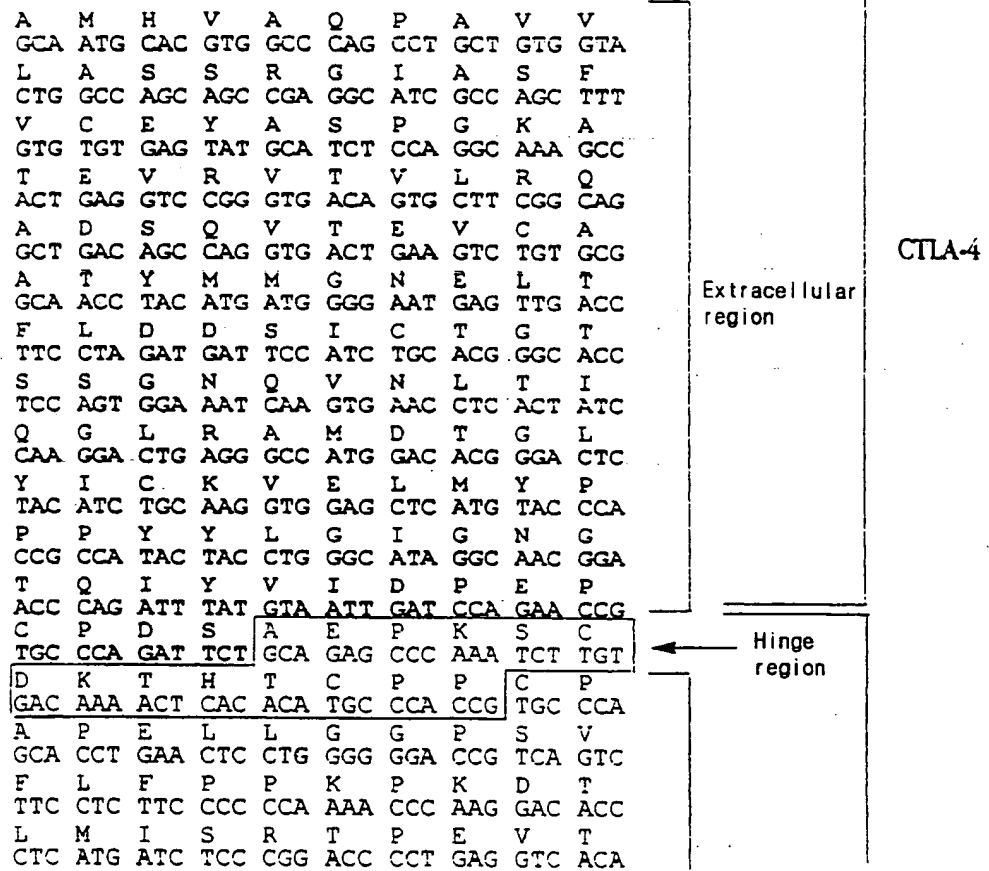 A M H V A Q P A V V
GCA ATG CAC GTG GCC CAG CCT GCT GTG GTA
L A S S R G I A S F
CTG GCC AGC AGC CGA GGC ATC GCC AGC TTT
V C E Y A S P G K A
GTG TGT GAG TAT GCA TCT CCA GGC AAA GCC
T E V R V T V L R Q
ACT GAG GTC CGG GTG ACA GTG CTT CGG CAG
A D S Q V T E V C A
GCT GAC AGC CAG GTG ACT GAA GTC TGT GCG
A T Y M M G N E L T
GCA ACC TAC ATG ATG GGG AAT GAG TTG ACC
F L D D S I C T G T
TTC CTA GAT GAT TCC ATC TGC ACG GGC ACC
S S G N Q V N L T I
TCC AGT GGA AAT CAA GTG AAC CTC ACT ATC
Q G L R A M D T G L
CAA GGA CTG AGG GCC ATG GAC ACG GGA CTC
Y I C K V E L M Y P
TAC ATC TGC AAG GTG GAG CTC ATG TAC CCA
P P Y Y L G I G N G
CCG CCA TAC TAC CTG GGC ATA GGC AAC GGA
T Q I Y V I D P E P
ACC CAG ATT TAT GTA ATT GAT CCA GAA CCG
C P D S A E P K S C
TGC CCA GAT TCT GCA GAG CCC AAA TCT TGT
D K T H T C P P C P
GAC AAA ACT CAC ACA TGC CCA CCG TGC CCA
A P E L L G G P S V
GCA CCT GAA CTC CTG GGG GGA CCG TCA GTC
F L F P P K P K D T
TTC CTC TTC CCC CCA AAA CCC AAG GAC ACC
L M I S R T P E V T
CTC ATG ATC TCC CGG ACC CCT GAG GTC ACA
Extracellular
region
CTLA-4
Hinge
region